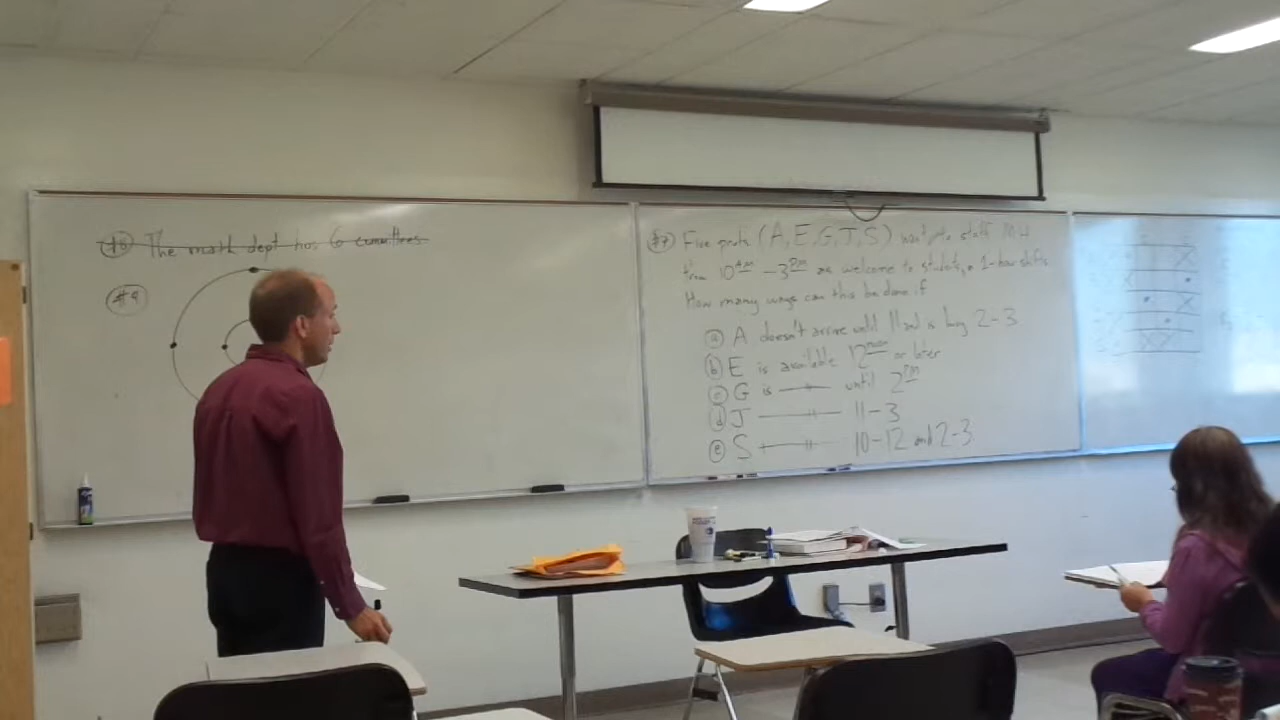 #8 The math dept has 6 committees
#9
#7 Five profs (A, E, G, J, S) want to staff
from 10AM - 3PM as welcome to students, 1-hour shifts
How many ways can this be done if
a A doesn't arrive until 11 and is busy 2-3
b E is available 12noon or later
c G is —"— until 2PM
d J —"— 11-3
e S —"— 10-12 and 2-3